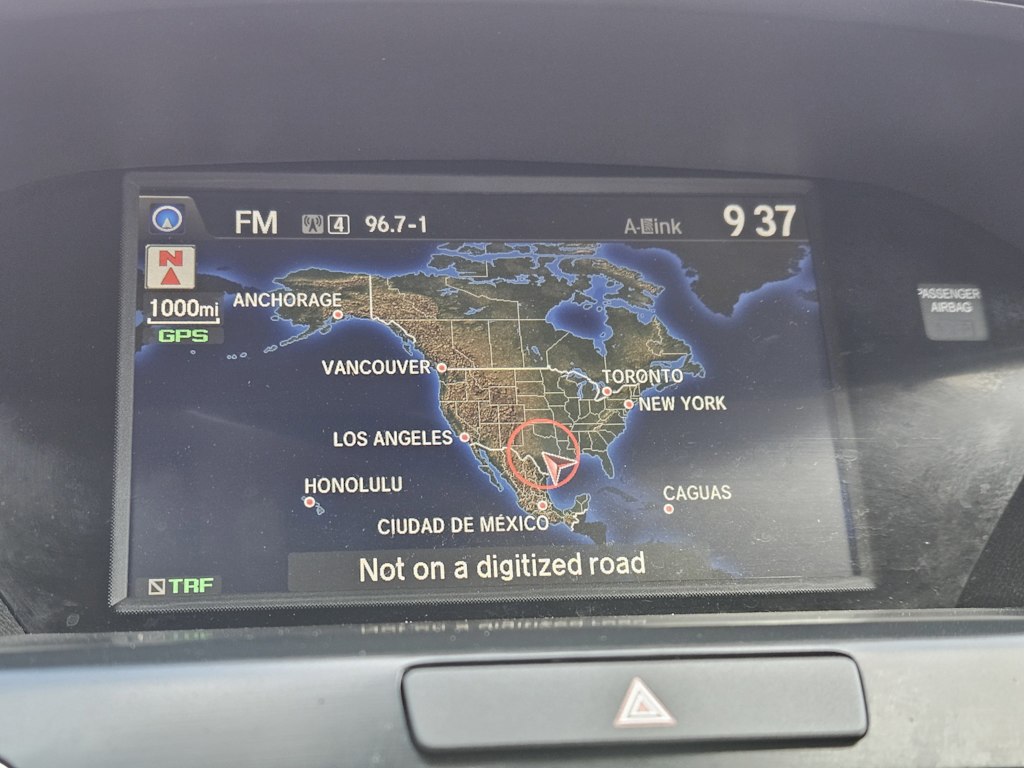 FM 4 96.7-1 A-Link 9 37
N
1000mi
GPS
ANCHORAGE
VANCOUVER
TORONTO
NEW YORK
LOS ANGELES
HONOLULU
CAGUAS
CIUDAD DE MÉXICO
Not on a digitized road
TRF
PASSENGER
AIRBAG